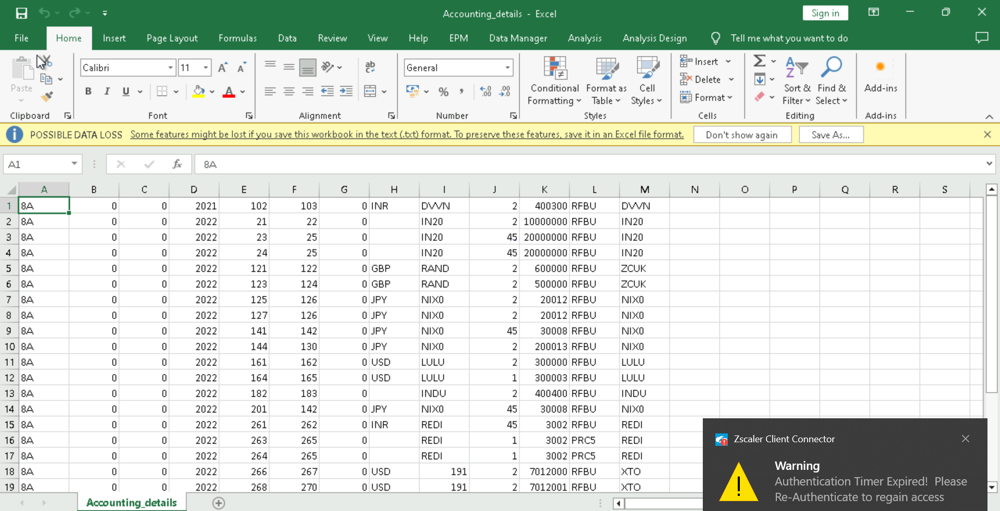 Accounting_details - Excel
Sign in
File Home Insert Page Layout Formulas Data Review View Help EPM Data Manager Analysis Analysis Design Tell me what you want to do
Paste
Clipboard
Calibri 11
B I U A
Font
ab
Alignment
General
% ,
Number
Conditional Formatting
Format as Table
Cell Styles
Styles
Insert
Delete
Format
Cells
Sort & Filter
Find & Select
Editing
Add-ins
Add-ins
POSSIBLE DATA LOSS Some features might be lost if you save this workbook in the text (.txt) format. To preserve these features, save it in an Excel file format. Don't show again Save As...
A1 fx 8A
A B C D E F G H I J K L M N O P Q R S
1 8A 0 0 2021 102 103 0 INR DVVN 2 400300 RFBU DVVN
2 8A 0 0 2022 21 22 0 IN20 2 10000000 RFBU IN20
3 8A 0 0 2022 23 25 0 IN20 45 20000000 RFBU IN20
4 8A 0 0 2022 24 25 0 IN20 45 20000000 RFBU IN20
5 8A 0 0 2022 121 122 0 GBP RAND 2 600000 RFBU ZCUK
6 8A 0 0 2022 123 124 0 GBP RAND 2 500000 RFBU ZCUK
7 8A 0 0 2022 125 126 0 JPY NIX0 2 20012 RFBU NIX0
8 8A 0 0 2022 127 126 0 JPY NIX0 2 20012 RFBU NIX0
9 8A 0 0 2022 141 142 0 JPY NIX0 45 30008 RFBU NIX0
10 8A 0 0 2022 144 130 0 JPY NIX0 2 200013 RFBU NIX0
11 8A 0 0 2022 161 162 0 USD LULU 2 300000 RFBU LULU
12 8A 0 0 2022 164 165 0 USD LULU 1 300003 RFBU LULU
13 8A 0 0 2022 182 183 0 INDU 2 400400 RFBU INDU
14 8A 0 0 2022 201 142 0 JPY NIX0 45 30008 RFBU NIX0
15 8A 0 0 2022 261 262 0 INR REDI 45 3002 RFBU REDI
16 8A 0 0 2022 263 265 0 REDI 1 3002 PRC5 REDI
17 8A 0 0 2022 264 265 0 REDI 1 3002 PRC5 REDI
18 8A 0 0 2022 266 267 0 USD 191 2 7012000 RFBU XTO
19 8A 0 0 2022 268 270 0 USD 191 2 7012001 RFBU XTO
Accounting_details
Zscaler Client Connector
Warning
Authentication Timer Expired! Please
Re-Authenticate to regain access